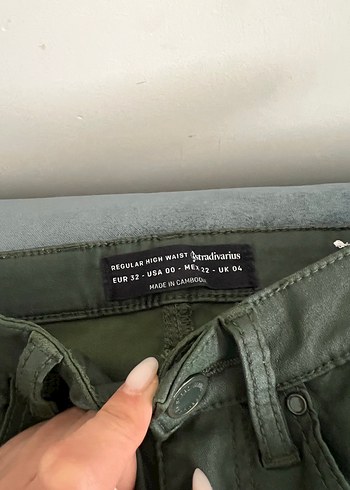 REGULAR HIGH WAIST stradivarius
EUR 32 - USA 00 - MEX 22 - UK 04
MADE IN CAMBODIA